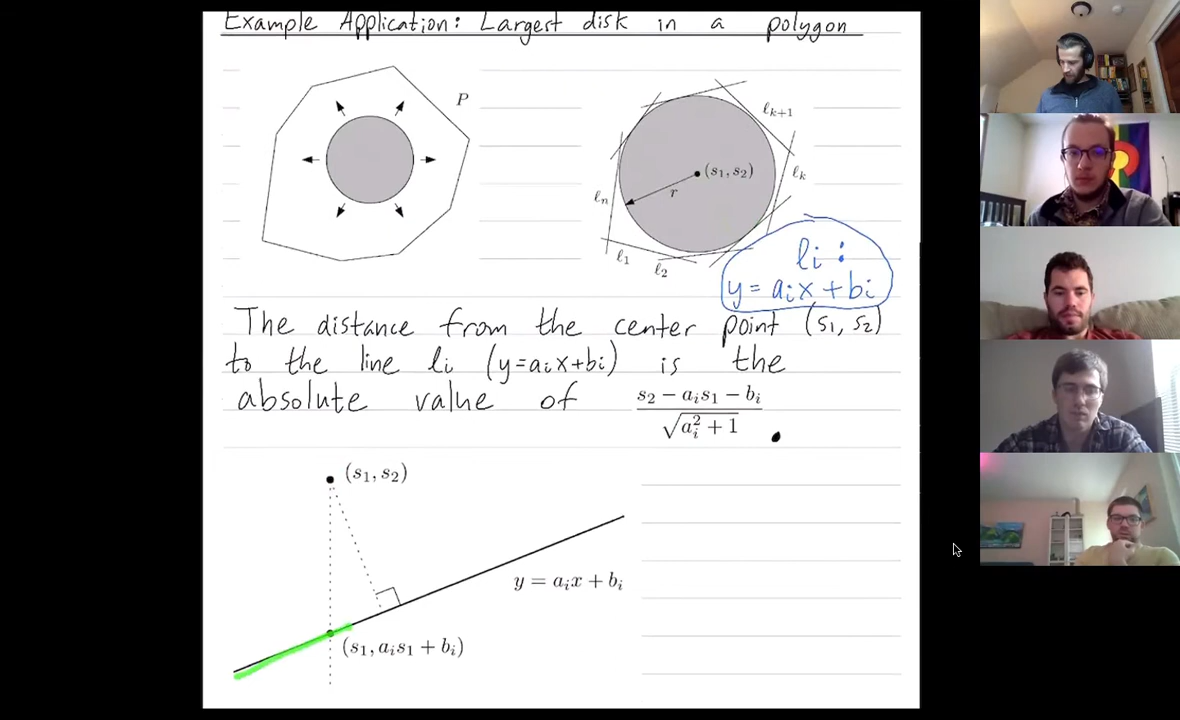 Example Application: Largest disk in a polygon
P
ℓk+1
(s1, s2)
ℓk
r
ℓn
ℓ1
ℓ2
li :
y = aix + bi
The distance from the center point (s1, s2)
to the line li (y=aix+bi) is the
absolute value of s2 − ais1 − bi / √ai² + 1 .
(s1, s2)
y = aix + bi
(s1, ais1 + bi)